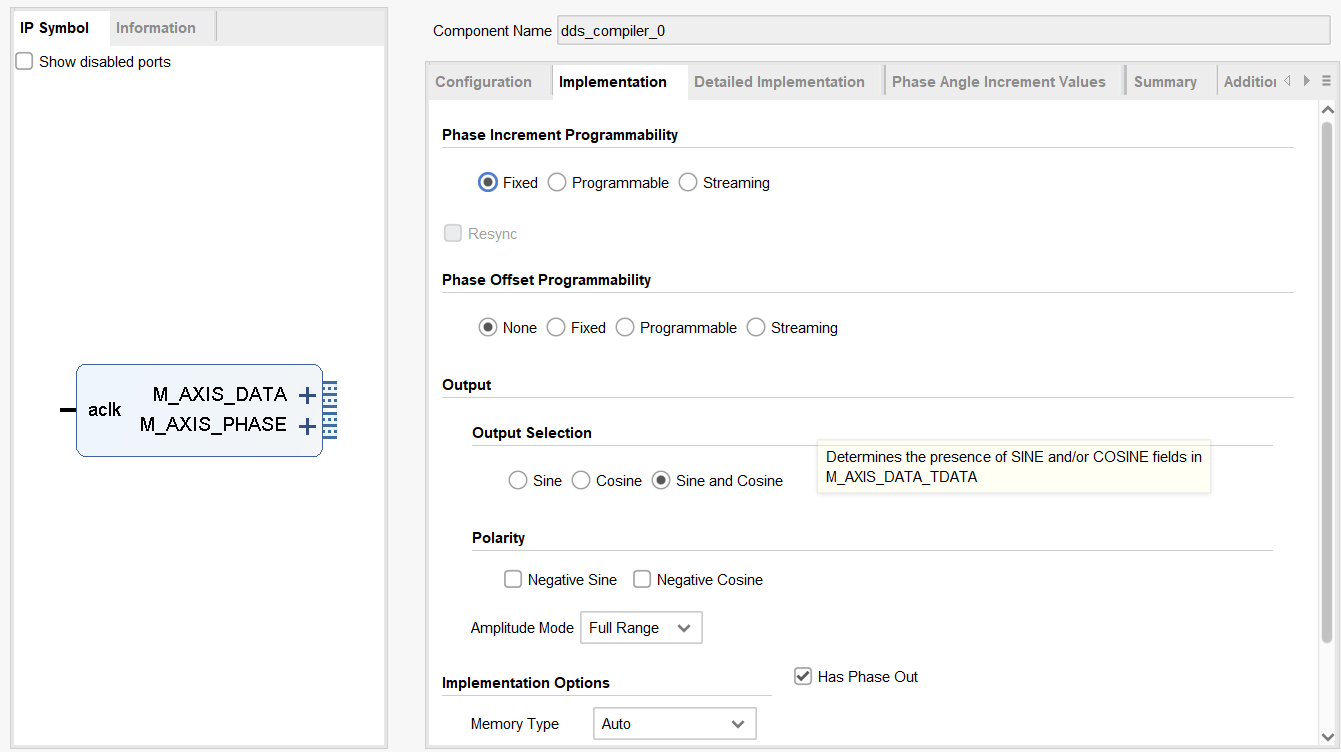 IP Symbol
Information
Show disabled ports
aclk
M_AXIS_DATA
M_AXIS_PHASE
Component Name dds_compiler_0
Configuration
Implementation
Detailed Implementation
Phase Angle Increment Values
Summary
Addition
Phase Increment Programmability
Fixed Programmable Streaming
Resync
Phase Offset Programmability
None Fixed Programmable Streaming
Output
Output Selection
Sine Cosine Sine and Cosine
Determines the presence of SINE and/or COSINE fields in
M_AXIS_DATA_TDATA
Polarity
Negative Sine Negative Cosine
Amplitude Mode Full Range
Implementation Options
Has Phase Out
Memory Type Auto